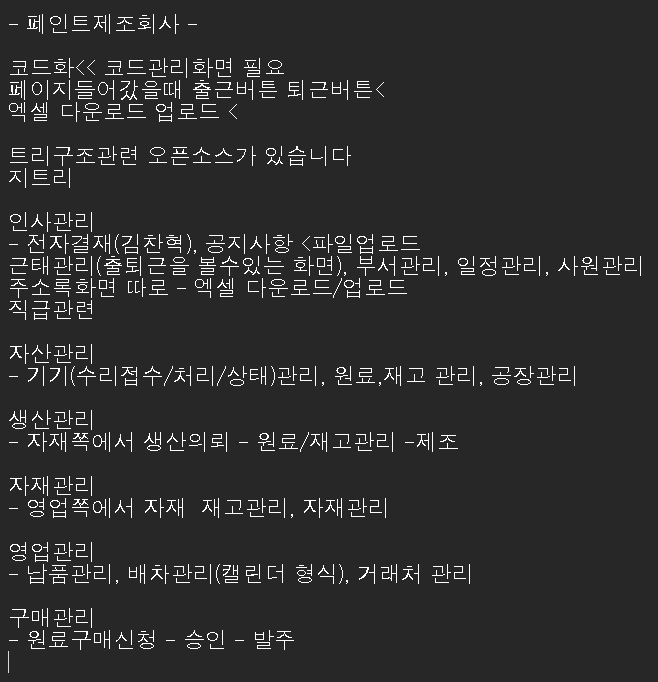 - 페인트제조회사 -
코드화<< 코드관리화면 필요
페이지들어갔을때 출근버튼 퇴근버튼<
엑셀 다운로드 업로드 <
트리구조관련 오픈소스가 있습니다
지트리
인사관리
- 전자결재(김찬혁), 공지사항 <파일업로드
근태관리(출퇴근을 볼수있는 화면), 부서관리, 일정관리, 사원관리
주소록화면 따로 - 엑셀 다운로드/업로드
직급관련
자산관리
- 기기(수리접수/처리/상태)관리, 원료,재고 관리, 공장관리
생산관리
- 자재쪽에서 생산의뢰 - 원료/재고관리 -제조
자재관리
- 영업쪽에서 자재  재고관리, 자재관리
영업관리
- 납품관리, 배차관리(캘린더 형식), 거래처 관리
구매관리
- 원료구매신청 - 승인 - 발주